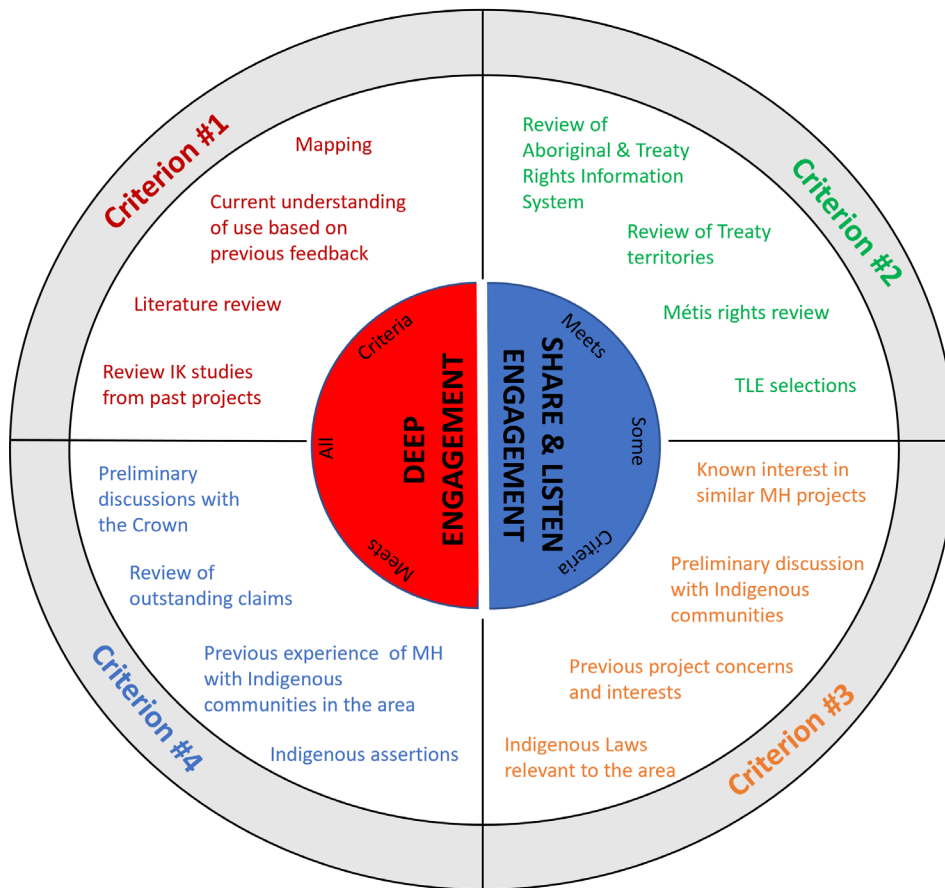 Criterion #1
Mapping
Current understanding
of use based on
previous feedback
Literature review
Review IK studies
from past projects
Criterion #2
Review of
Aboriginal & Treaty
Rights Information
System
Review of Treaty
territories
Métis rights review
TLE selections
Meets
All
Criteria
DEEP
ENGAGEMENT
SHARE & LISTEN
ENGAGEMENT
Meets
Some
Criteria
Known interest in
similar MH projects
Preliminary discussion
with Indigenous
communities
Previous project concerns
and interests
Indigenous Laws
relevant to the area
Criterion #3
Preliminary
discussions with
the Crown
Review of
outstanding claims
Previous experience of MH
with Indigenous
communities in the area
Indigenous assertions
Criterion #4